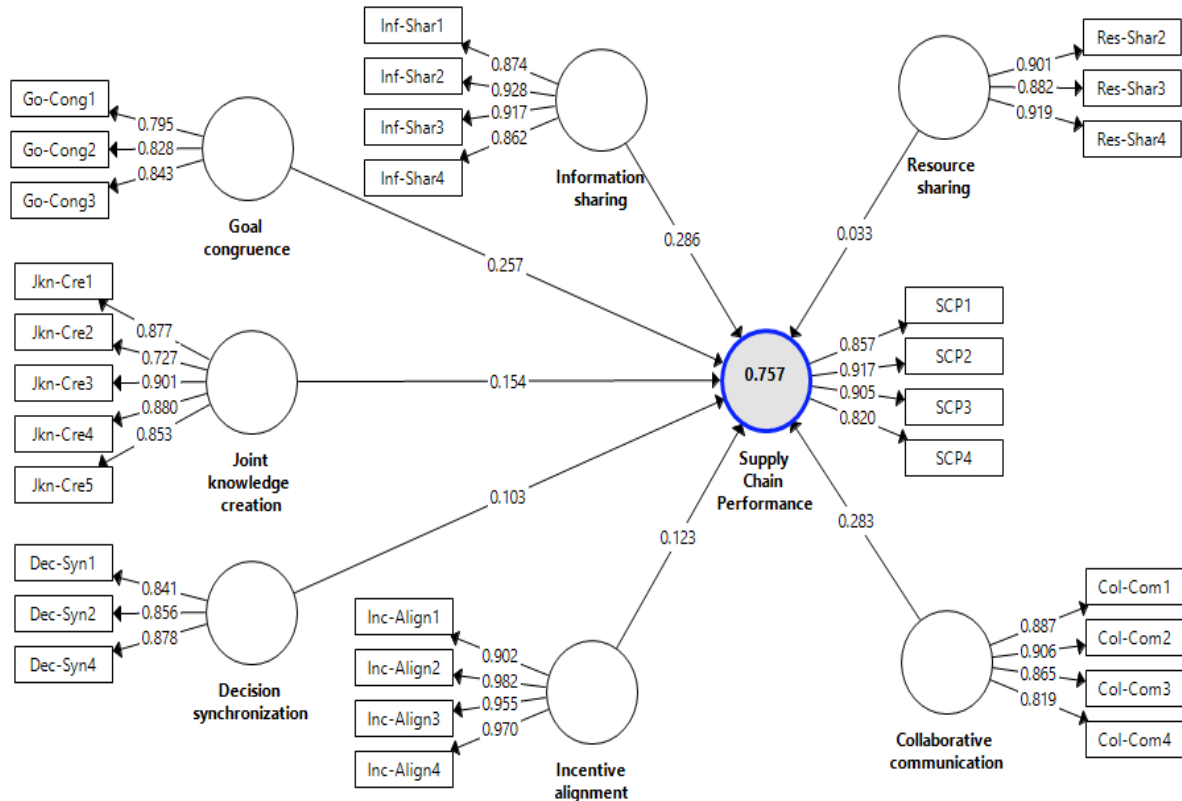 Inf-Shar1
Inf-Shar2
Inf-Shar3
Inf-Shar4
0.874
0.928
0.917
0.862
Information
sharing
Res-Shar2
Res-Shar3
Res-Shar4
0.901
0.882
0.919
Resource
sharing
Go-Cong1
Go-Cong2
Go-Cong3
0.795
0.828
0.843
Goal
congruence
0.286
0.033
0.257
Jkn-Cre1
Jkn-Cre2
Jkn-Cre3
Jkn-Cre4
Jkn-Cre5
0.877
0.727
0.901
0.880
0.853
Joint
knowledge
creation
0.154
0.757
Supply
Chain
Performance
0.857
0.917
0.905
0.820
SCP1
SCP2
SCP3
SCP4
0.103
0.123
0.283
Dec-Syn1
Dec-Syn2
Dec-Syn4
0.841
0.856
0.878
Decision
synchronization
Inc-Align1
Inc-Align2
Inc-Align3
Inc-Align4
0.902
0.982
0.955
0.970
Incentive
alignment
Col-Com1
Col-Com2
Col-Com3
Col-Com4
0.887
0.906
0.865
0.819
Collaborative
communication